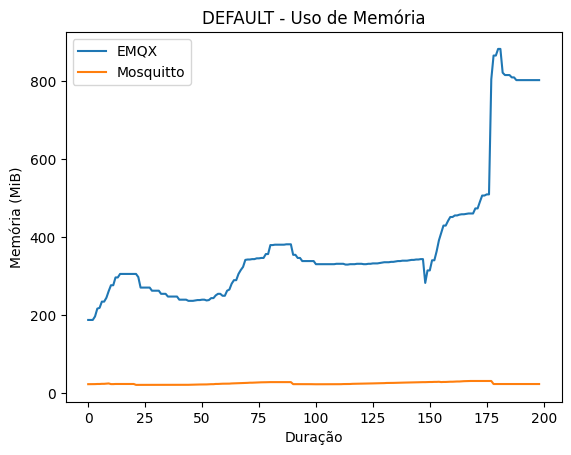 DEFAULT - Uso de Memória
EMQX
Mosquitto
Memória (MiB)
800
600
400
200
0
0 25 50 75 100 125 150 175 200
Duração